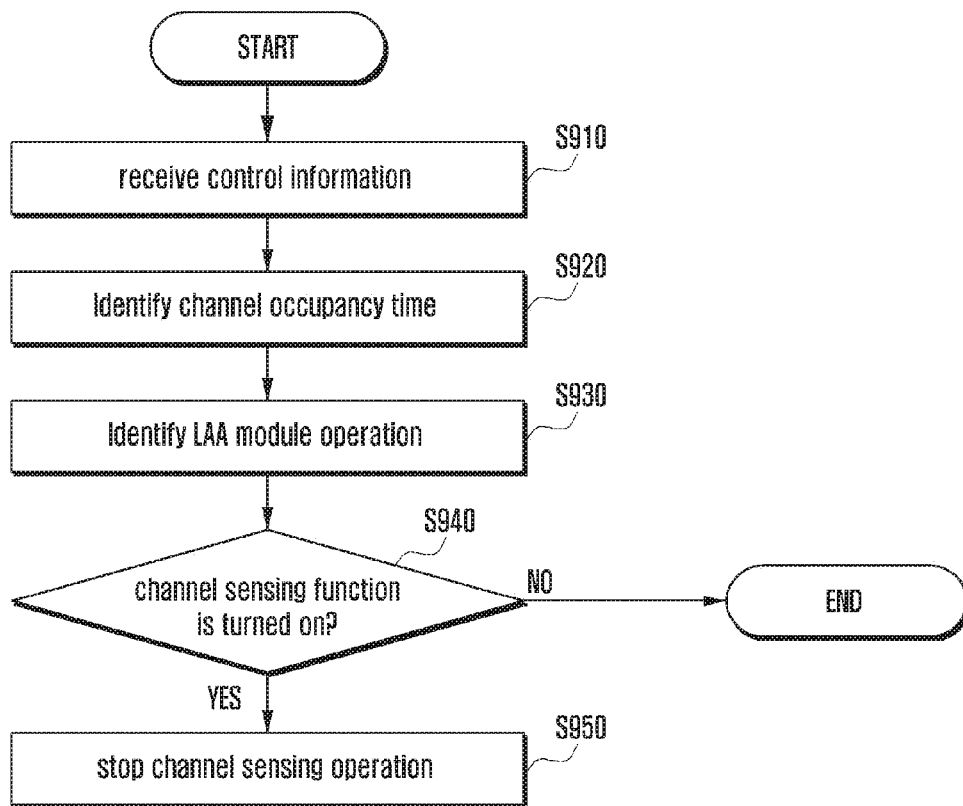 START
S910
receive control information
S920
Identify channel occupancy time
S930
Identify LAA module operation
S940
channel sensing function
is turned on?
NO
END
YES
S950
stop channel sensing operation